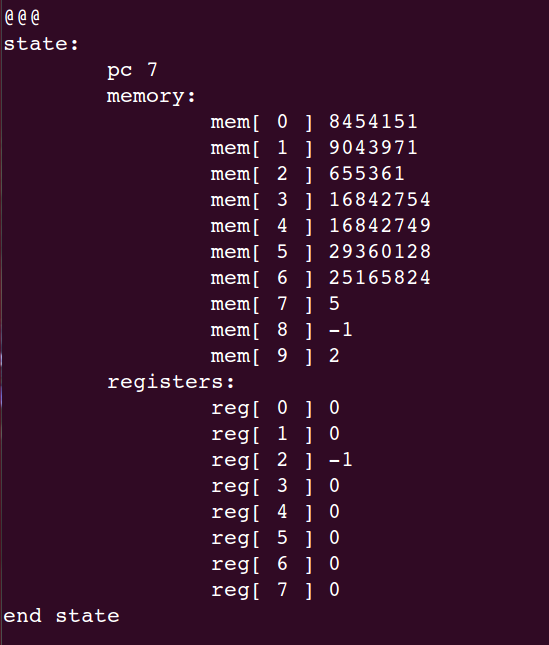 @@@
state:
pc 7
memory:
mem[ 0 ] 8454151
mem[ 1 ] 9043971
mem[ 2 ] 655361
mem[ 3 ] 16842754
mem[ 4 ] 16842749
mem[ 5 ] 29360128
mem[ 6 ] 25165824
mem[ 7 ] 5
mem[ 8 ] -1
mem[ 9 ] 2
registers:
reg[ 0 ] 0
reg[ 1 ] 0
reg[ 2 ] -1
reg[ 3 ] 0
reg[ 4 ] 0
reg[ 5 ] 0
reg[ 6 ] 0
reg[ 7 ] 0
end state